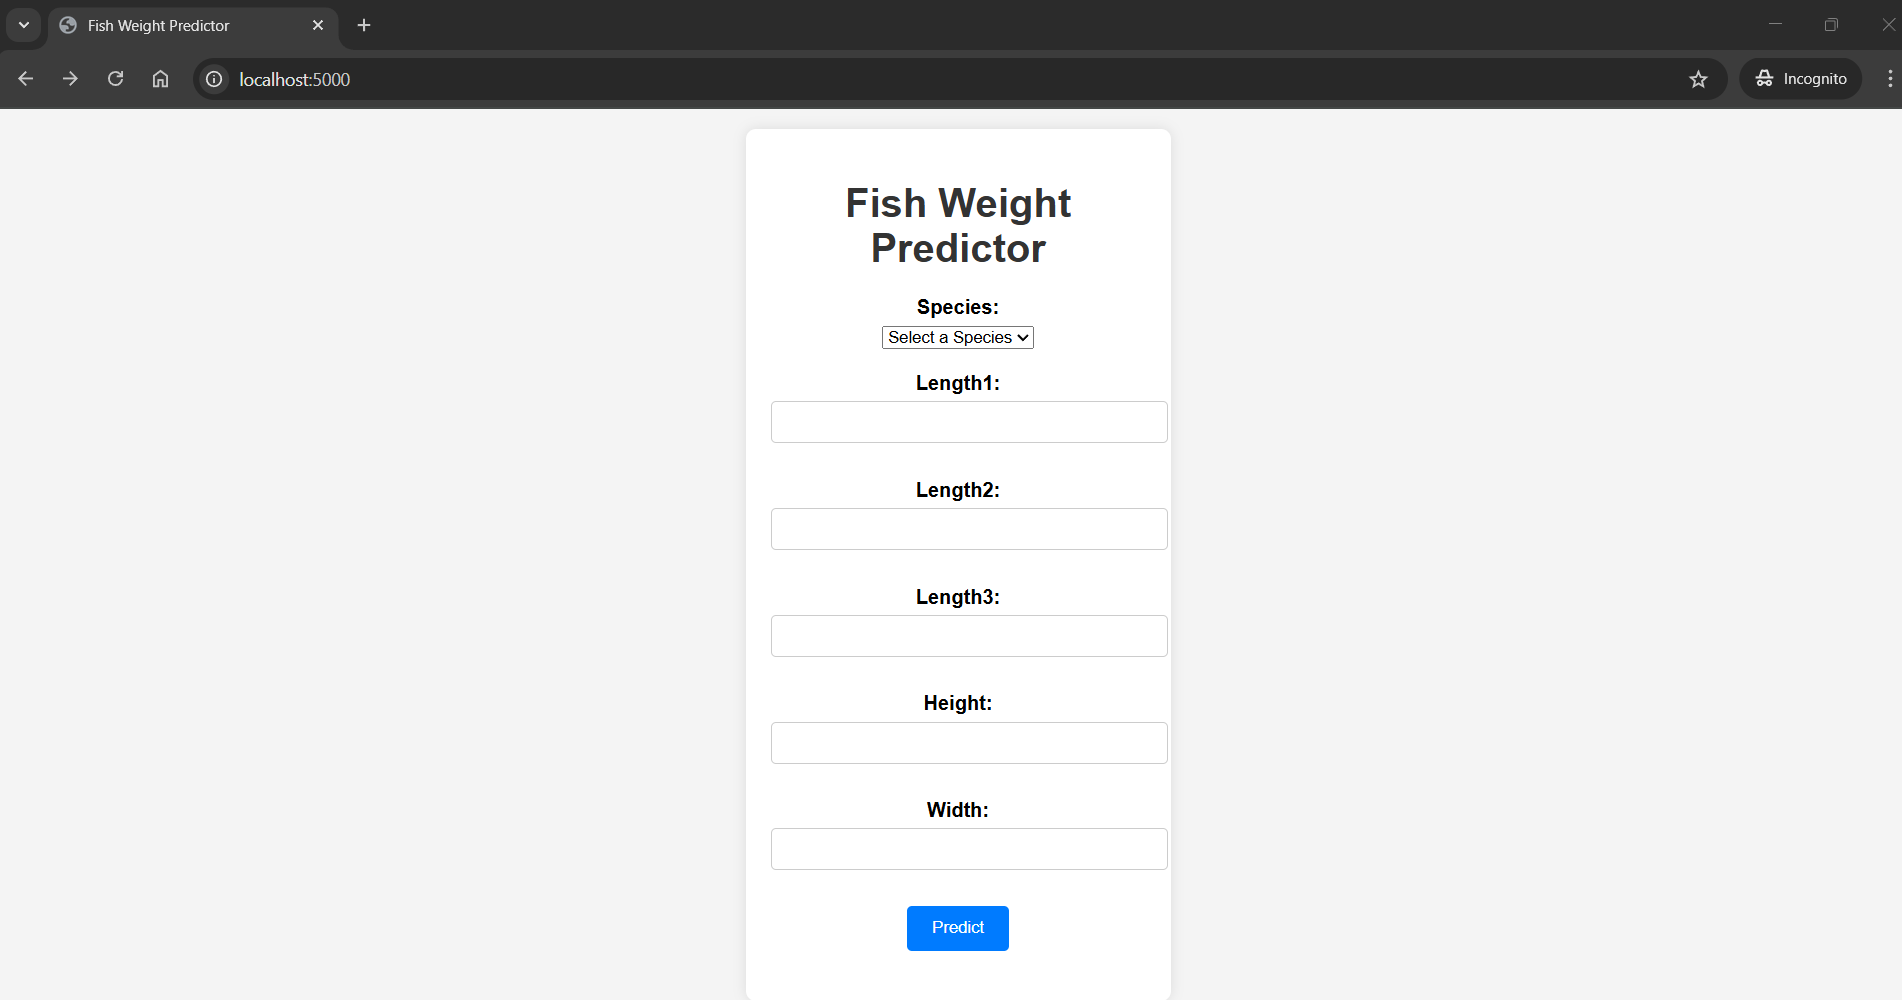 Fish Weight Predictor
localhost:5000
Incognito
Fish Weight
Predictor
Species:
Select a Species
Length1:
Length2:
Length3:
Height:
Width:
Predict